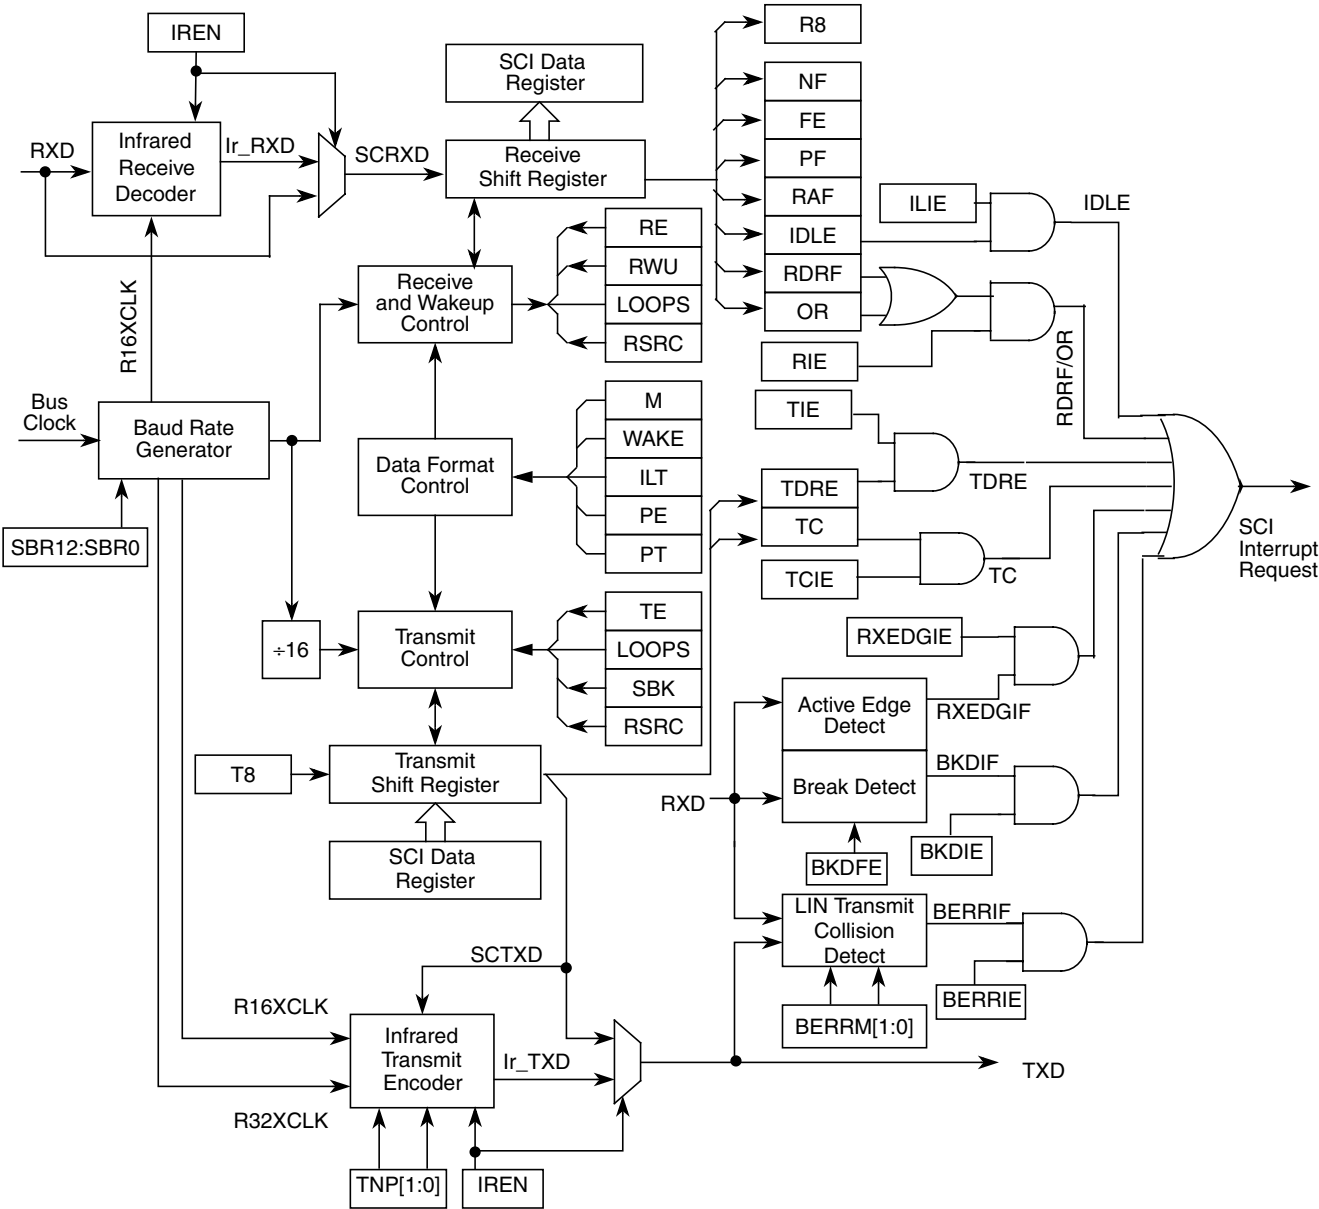 IREN
SCI Data
Register
R8
NF
FE
PF
RAF
IDLE
RDRF
OR
RXD
Infrared
Receive
Decoder
Ir_RXD
SCRXD
Receive
Shift Register
ILIE
IDLE
R16XCLK
Receive
and Wakeup
Control
RE
RWU
LOOPS
RSRC
RIE
RDRF/OR
TIE
Bus
Clock
Baud Rate
Generator
Data Format
Control
M
WAKE
ILT
PE
PT
TDRE
TC
TCIE
TDRE
TC
SCI
Interrupt
Request
SBR12:SBR0
÷16
Transmit
Control
TE
LOOPS
SBK
RSRC
RXEDGIE
Active Edge
Detect
RXEDGIF
T8
Transmit
Shift Register
RXD
Break Detect
BKDIF
BKDIE
BKDFE
SCI Data
Register
LIN Transmit
Collision
Detect
BERRIF
BERRIE
BERRM[1:0]
SCTXD
R16XCLK
Infrared
Transmit
Encoder
Ir_TXD
TXD
R32XCLK
TNP[1:0]
IREN